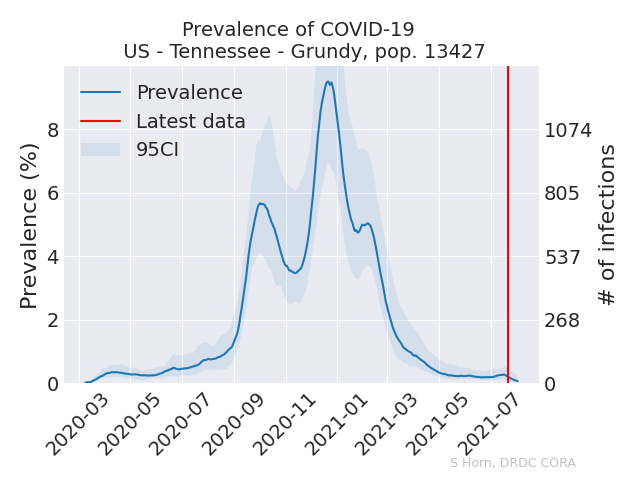 Prevalence of COVID-19
US - Tennessee - Grundy, pop. 13427
Prevalence
Latest data
95CI
Prevalence (%)
8
6
4
2
0
1074
805
537
268
0
# of infections
2020-03
2020-05
2020-07
2020-09
2020-11
2021-01
2021-03
2021-05
2021-07
S Horn, DRDC CORA